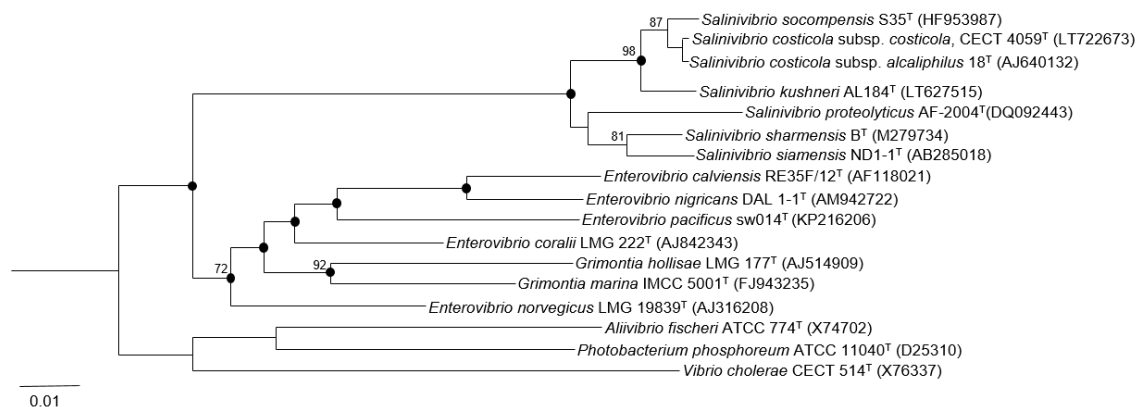 87
Salinivibrio socompensis S35ᵀ (HF953987)
Salinivibrio costicola subsp. costicola, CECT 4059ᵀ (LT722673)
98
Salinivibrio costicola subsp. alcaliphilus 18ᵀ (AJ640132)
Salinivibrio kushneri AL184ᵀ (LT627515)
Salinivibrio proteolyticus AF-2004ᵀ(DQ092443)
81
Salinivibrio sharmensis Bᵀ (M279734)
Salinivibrio siamensis ND1-1ᵀ (AB285018)
Enterovibrio calviensis RE35F/12ᵀ (AF118021)
Enterovibrio nigricans DAL 1-1ᵀ (AM942722)
Enterovibrio pacificus sw014ᵀ (KP216206)
Enterovibrio coralii LMG 222ᵀ (AJ842343)
72
92
Grimontia hollisae LMG 177ᵀ (AJ514909)
Grimontia marina IMCC 5001ᵀ (FJ943235)
Enterovibrio norvegicus LMG 19839ᵀ (AJ316208)
Aliivibrio fischeri ATCC 774ᵀ (X74702)
Photobacterium phosphoreum ATCC 11040ᵀ (D25310)
Vibrio cholerae CECT 514ᵀ (X76337)
0.01